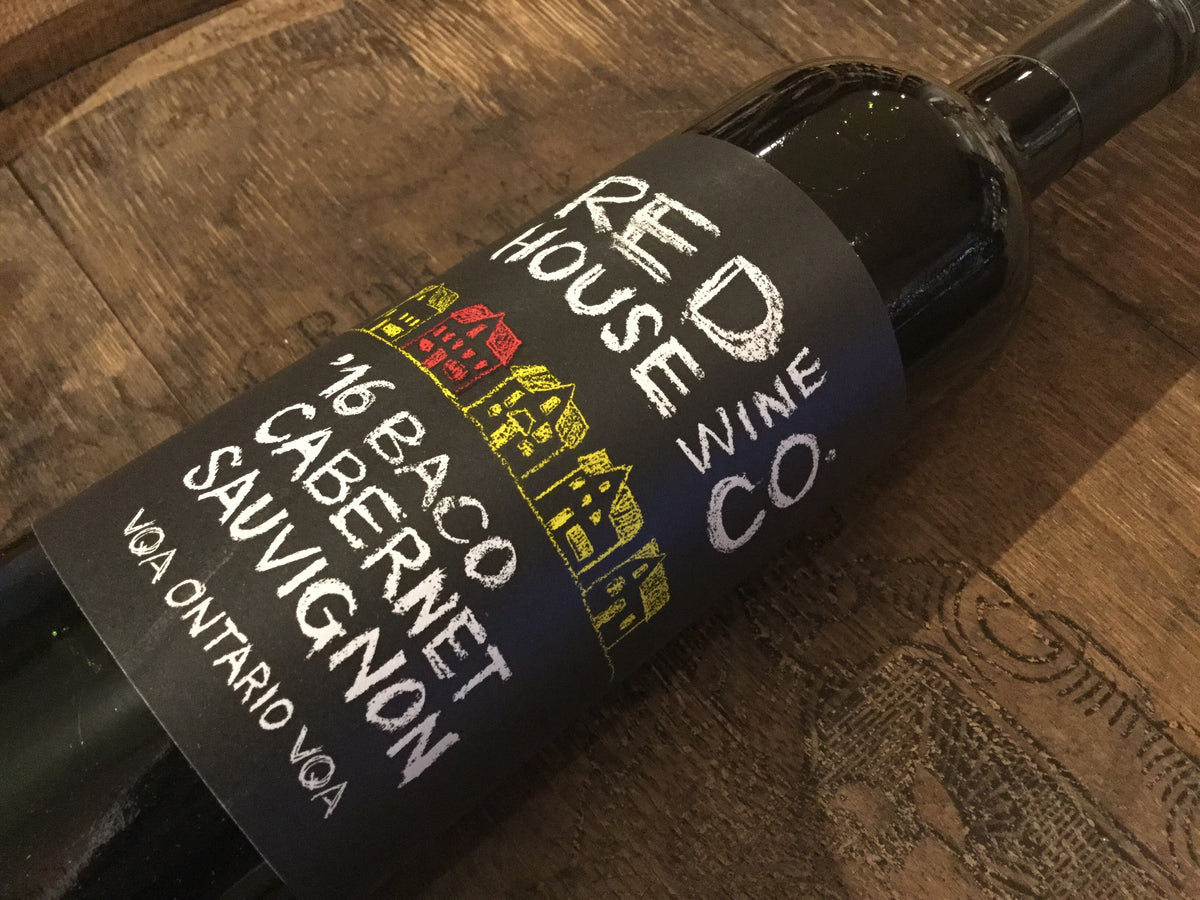 RED
HOUSE
WINE
CO.
'16 BACO
CABERNET
SAUVIGNON
VQA ONTARIO VQA